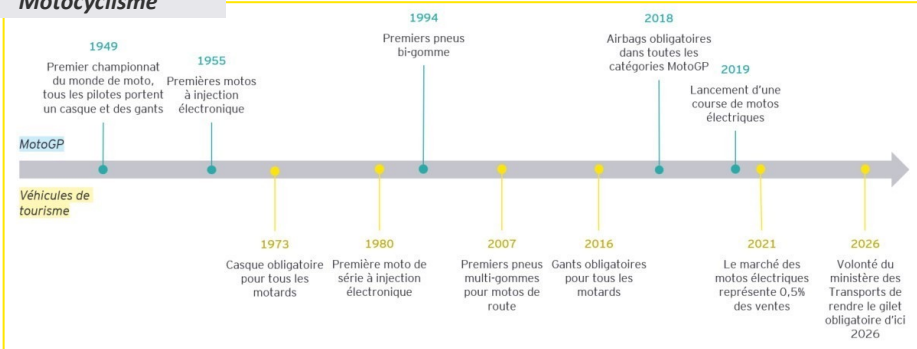 Motocyclisme
1949
Premier championnat
du monde de moto,
tous les pilotes portent
un casque et des gants
1955
Premières motos
à injection
électronique
1994
Premiers pneus
bi-gomme
2018
Airbags obligatoires
dans toutes les
catégories MotoGP
2019
Lancement d'une
course de motos
électriques
MotoGP
Véhicules de
tourisme
1973
Casque obligatoire
pour tous les
motards
1980
Première moto de
série à injection
électronique
2007
Premiers pneus
multi-gommes
pour motos de
route
2016
Gants obligatoires
pour tous les
motards
2021
Le marché des
motos électriques
représente 0,5%
des ventes
2026
Volonté du
ministère des
Transports de
rendre le gilet
obligatoire d'ici
2026